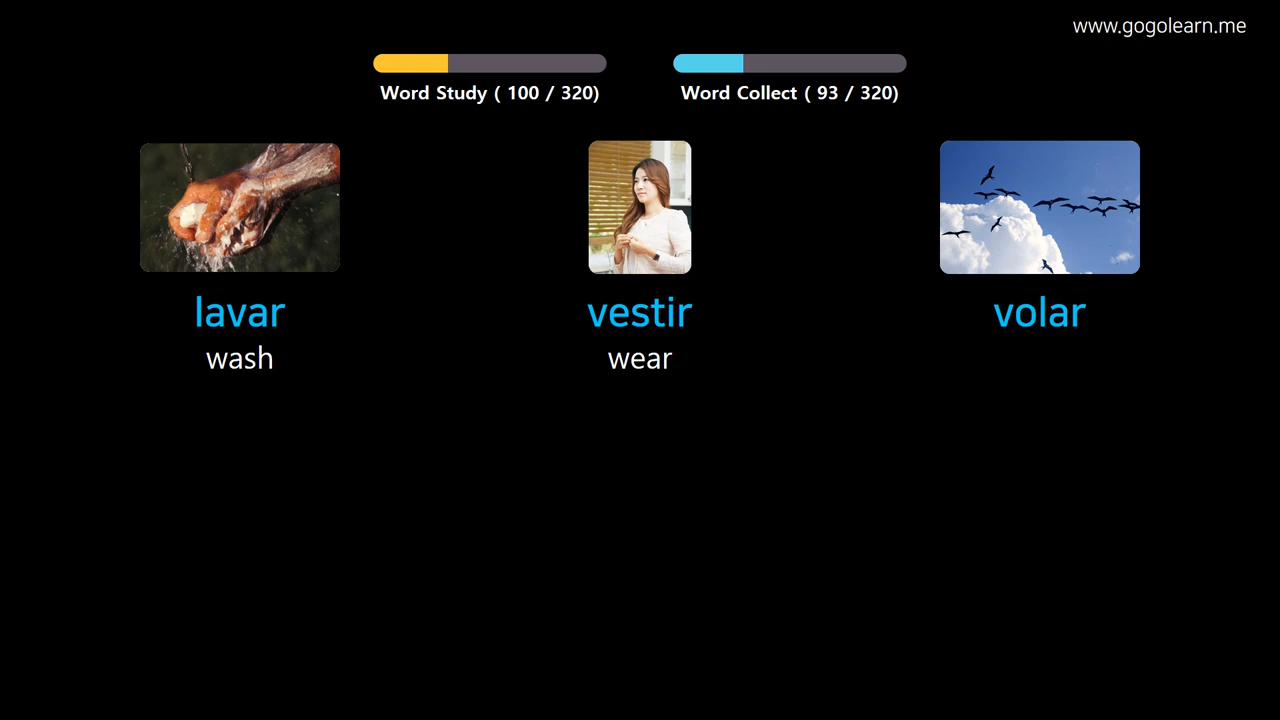 www.gogolearn.me
Word Study ( 100 / 320)
Word Collect ( 93 / 320)
lavar
wash
vestir
wear
volar